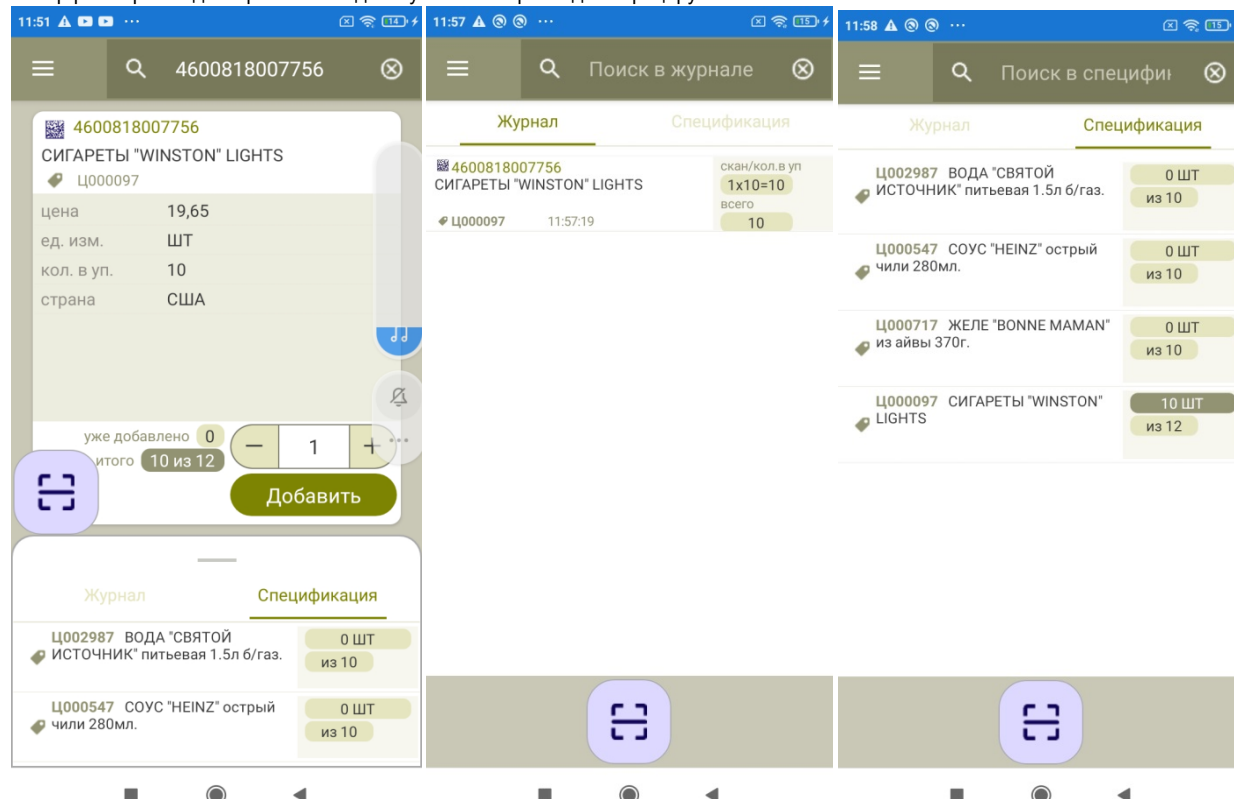 11:51
14
4600818007756
4600818007756
СИГАРЕТЫ "WINSTON" LIGHTS
Ц000097
цена 19,65
ед. изм. ШТ
кол. в уп. 10
страна США
уже добавлено 0
итого 10 из 12
1
Добавить
Журнал Спецификация
Ц002987 ВОДА "СВЯТОЙ
ИСТОЧНИК" питьевая 1.5л б/газ.
0 ШТ
из 10
Ц000547 СОУС "HEINZ" острый
чили 280мл.
0 ШТ
из 10
11:57
15
Поиск в журнале
Журнал Спецификация
4600818007756
СИГАРЕТЫ "WINSTON" LIGHTS
Ц000097 11:57:19
скан/кол.в уп
1x10=10
всего
10
11:58
15
Поиск в специфик
Журнал Спецификация
Ц002987 ВОДА "СВЯТОЙ
ИСТОЧНИК" питьевая 1.5л б/газ.
0 ШТ
из 10
Ц000547 СОУС "HEINZ" острый
чили 280мл.
0 ШТ
из 10
Ц000717 ЖЕЛЕ "BONNE MAMAN"
из айвы 370г.
0 ШТ
из 10
Ц000097 СИГАРЕТЫ "WINSTON"
LIGHTS
10 ШТ
из 12